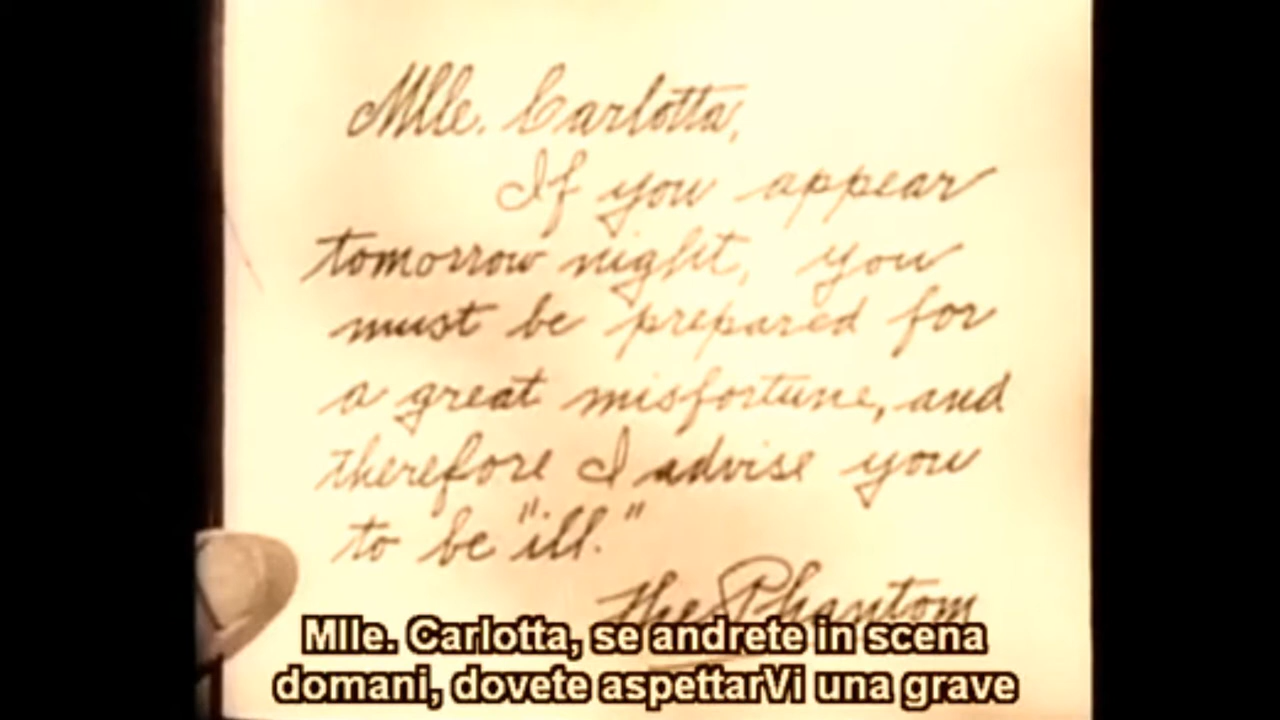 Mlle. Carlotta,
If you appear
tomorrow night, you
must be prepared for
a great misfortune, and
therefore I advise you
to be "ill."
The Phantom
Mlle. Carlotta, se andrete in scena
domani, dovete aspettarVi una grave